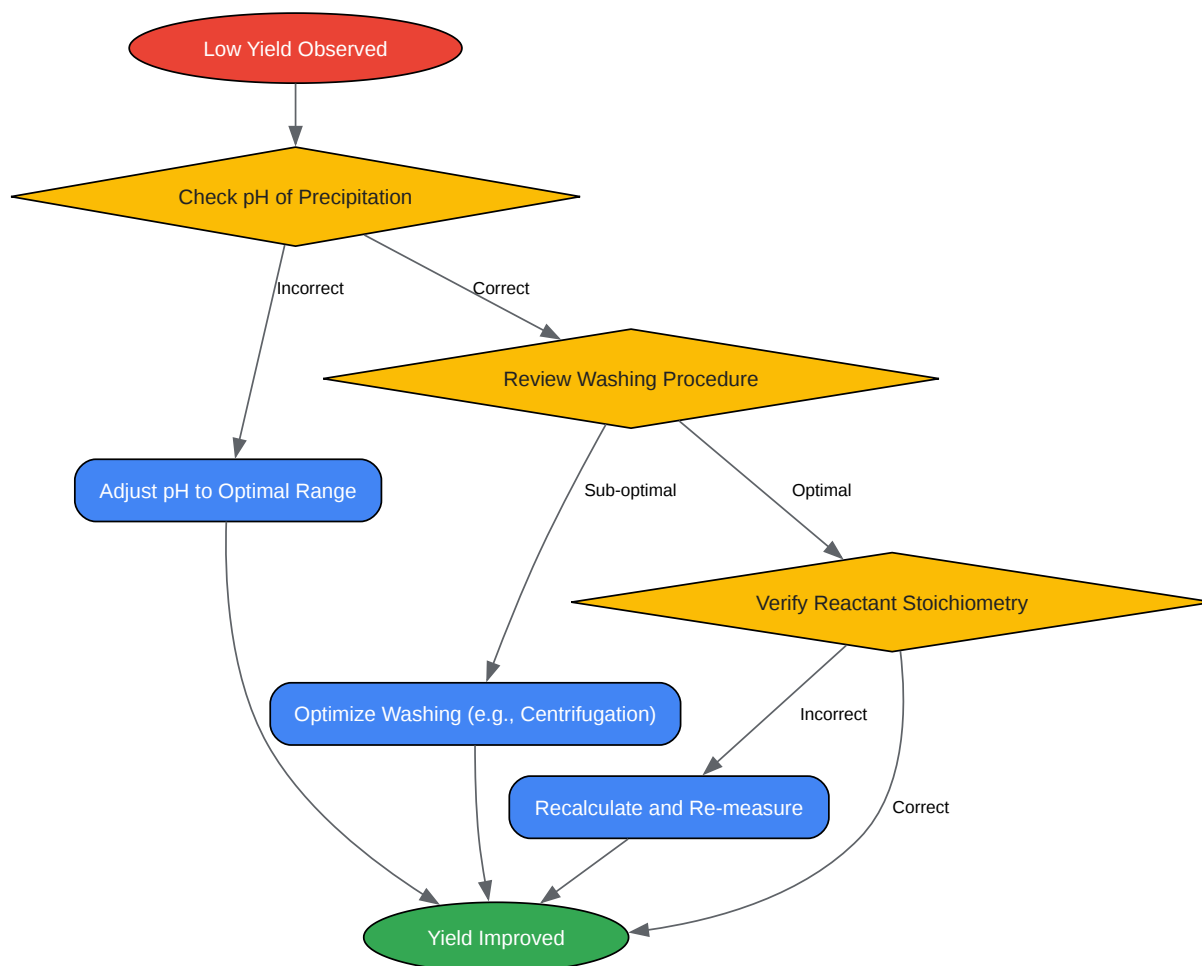 Low Yield Observed
Check pH of Precipitation
Incorrect
Correct
Review Washing Procedure
Adjust pH to Optimal Range
Sub-optimal
Optimal
Verify Reactant Stoichiometry
Optimize Washing (e.g., Centrifugation)
Incorrect
Recalculate and Re-measure
Correct
Yield Improved